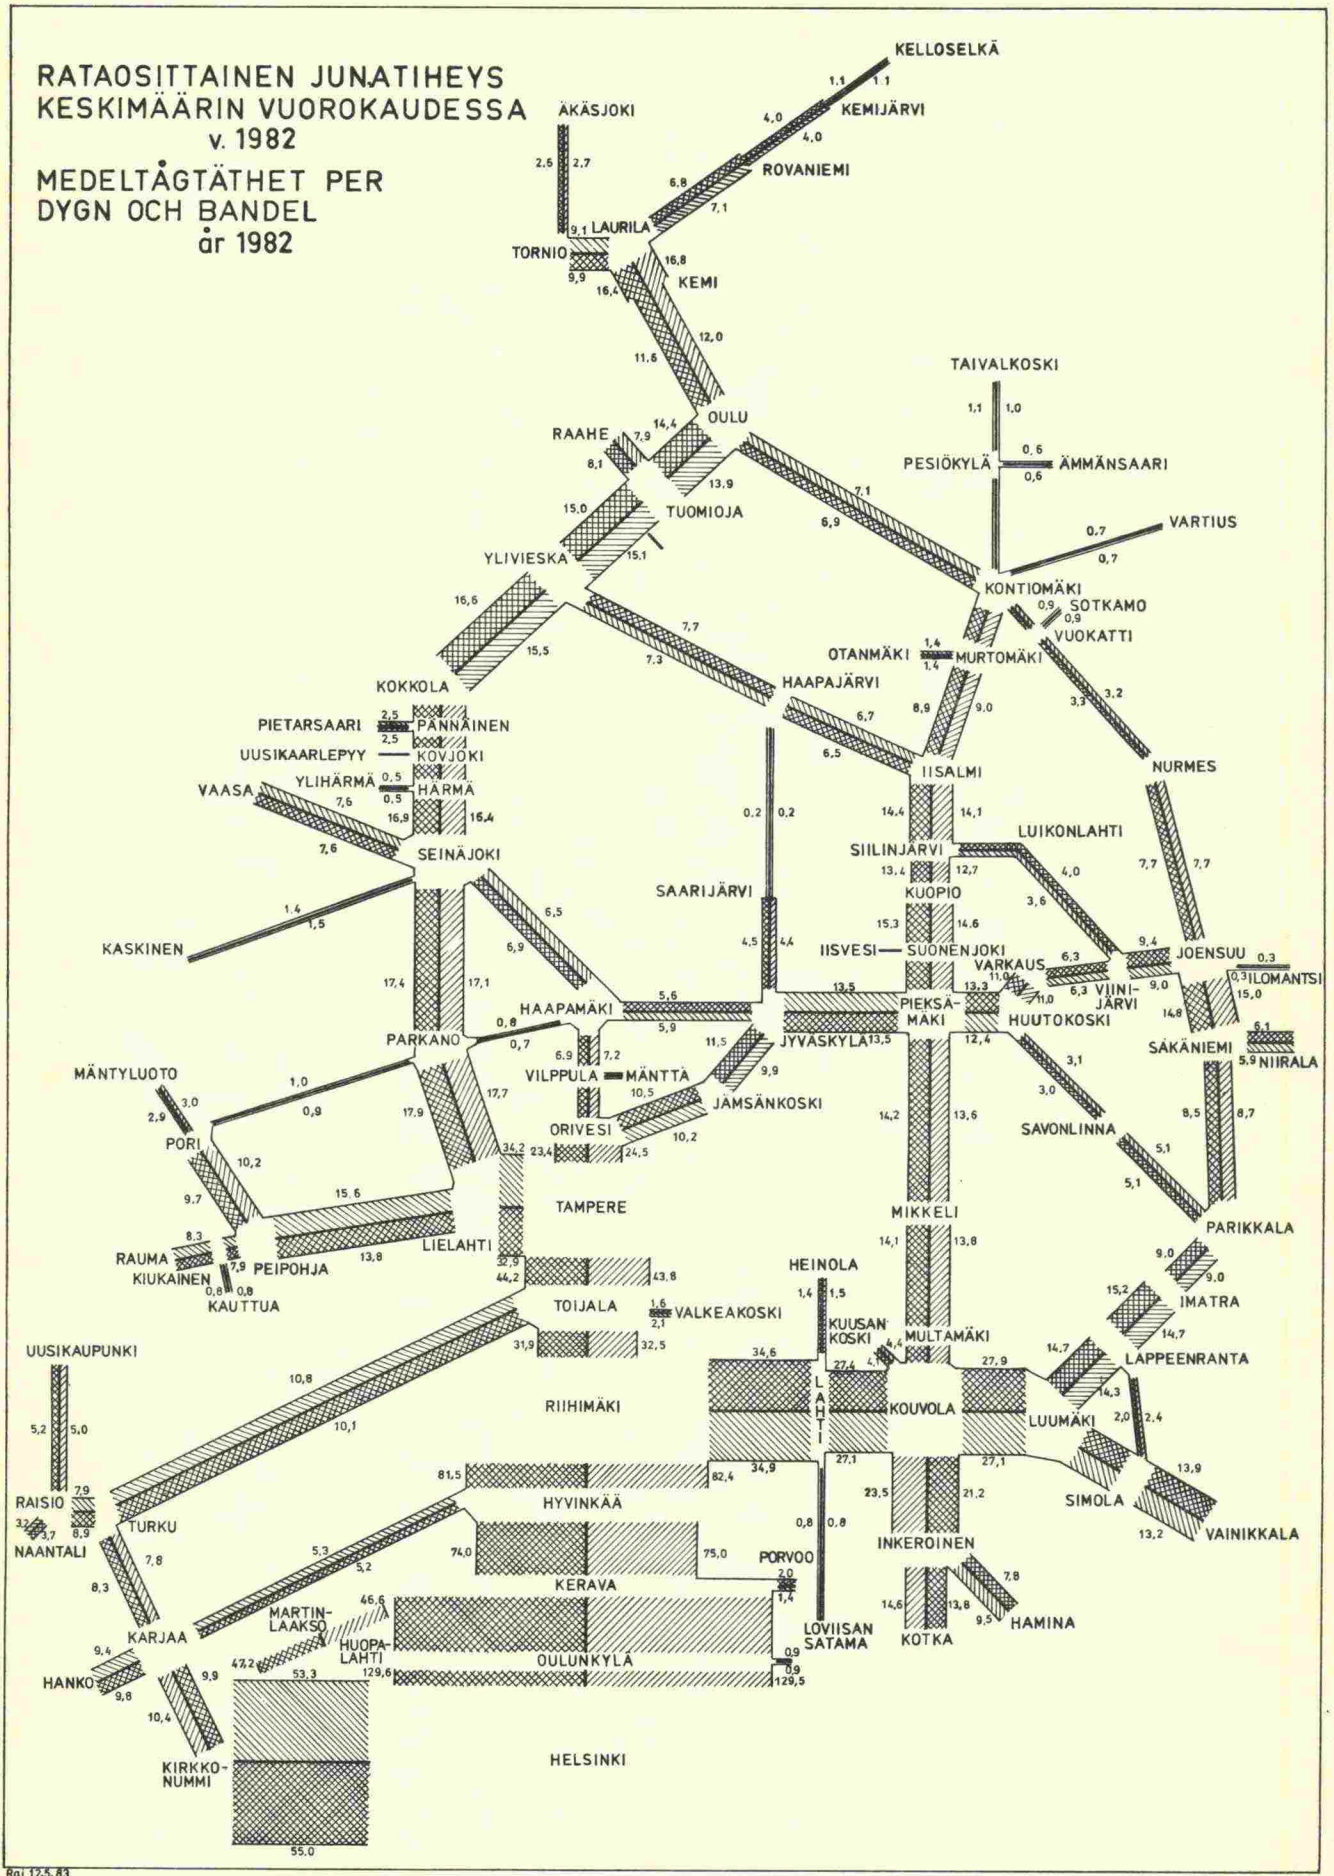 RATAOSITTAINEN JUNATIHEYS
KESKIMÄÄRIN VUOROKAUDESSA
v. 1982
MEDELTÅGTÄTHET PER
DYGN OCH BANDEL
år 1982
KELLOSELKÄ
1.1 1.1
KEMIJÄRVI
4,0
4,0
ÄKÄSJOKI
2,6 2,7
ROVANIEMI
6,8
7,1
9,1 LAURILA
TORNIO
9,9
16,8
16,4
KEMI
12,0
11,6
TAIVALKOSKI
1,1 1,0
OULU
RAAHE
7,9
14,4
8,1
13,9
PESIÖKYLÄ
0,6
0,6
ÄMMÄNSAARI
TUOMIOJA
7,1
6,9
15,0
15,1
VARTIUS
0,7
0,7
YLIVIESKA
KONTIOMÄKI
16,6
15,5
0,9
0,9
SOTKAMO
VUOKATTI
7,7
7,3
OTANMÄKI
1,4
1,4
MURTOMÄKI
KOKKOLA
HAAPAJÄRVI
8,9 9,0
3,2
3,3
PIETARSAARI
2,5
2,5
PÄNNÄINEN
6,7
6,5
UUSIKAARLEPYY
KOVJOKI
IISALMI
NURMES
YLIHÄRMÄ
0,5
0,5
HÄRMÄ
VAASA
7,6
7,6
16,9 16,4
0,2 0,2
14,4 14,1
LUIKONLAHTI
SEINÄJOKI
SIILINJÄRVI
13,4 12,7
4,0
3,6
7,7 7,7
SAARIJÄRVI
KUOPIO
1,4
1,5
6,5
6,9
15,3 14,6
KASKINEN
4,5 4,4
IISVESI
SUONENJOKI
VARKAUS
6,3
6,3
9,4
9,0
JOENSUU
0,3
0,3
ILOMANTSI
17,4 17,1
11,0
11,0
VIINI-
JÄRVI
13,5
13,3
PIEKSÄ-
MÄKI
HUUTOKOSKI
15,0
14,8
HAAPAMÄKI
5,6
5,9
JYVÄSKYLÄ
13,5
12,4
6,1
5,9
NIIRALA
SÄKÄNIEMI
PARKANO
0,8
0,7
11,5
9,9
6,9 7,2
VILPPULA
MÄNTTÄ
10,5
10,2
JÄMSÄNKOSKI
3,1
3,0
MÄNTYLUOTO
3,0
2,9
1,0
0,9
17,9 17,7
14,2 13,6
8,5 8,7
SAVONLINNA
ORIVESI
PORI
34,2
23,4 24,5
5,1
5,1
10,2
9,7
15,6
13,8
TAMPERE
MIKKELI
PARIKKALA
RAUMA
8,3
LIELAHTI
14,1 13,8
KIUKAINEN
7,9
PEIPOHJA
0,8 0,8
KAUTTUA
32,9
44,2 43,8
HEINOLA
9,0
9,0
1,4 1,5
15,2
14,7
IMATRA
TOIJALA
1,6
2,1
VALKEAKOSKI
KUUSAN
KOSKI
MULTAMÄKI
31,9 32,5
4,4
4,1
34,6
27,4
27,9
14,7
14,3
LAPPEENRANTA
UUSIKAUPUNKI
10,8
10,1
2,0 2,4
5,2 5,0
RIIHIMÄKI
LAHTI
KOUVOLA
LUUMÄKI
34,9
27,1
27,1
13,9
13,2
81,5 82,4
SIMOLA
VAINIKKALA
RAISIO
7,9
3,2
3,7
8,9
TURKU
NAANTALI
HYVINKÄÄ
0,8 0,8
23,5 21,2
INKEROINEN
7,8
8,3
5,3
5,2
74,0 75,0
PORVOO
2,0
1,4
KERAVA
14,6 13,8
7,8
9,5
HAMINA
MARTIN-
LAAKSO
46,6
KARJAA
HUOPA-
LAHTI
LOVIISAN
SATAMA
KOTKA
9,4
9,8
HANKO
47,2
OULUNKYLÄ
0,9
0,9
129,6 129,5
53,3
9,9
10,4
KIRKKO-
NUMMI
HELSINKI
55,0
Rai 12.5.83